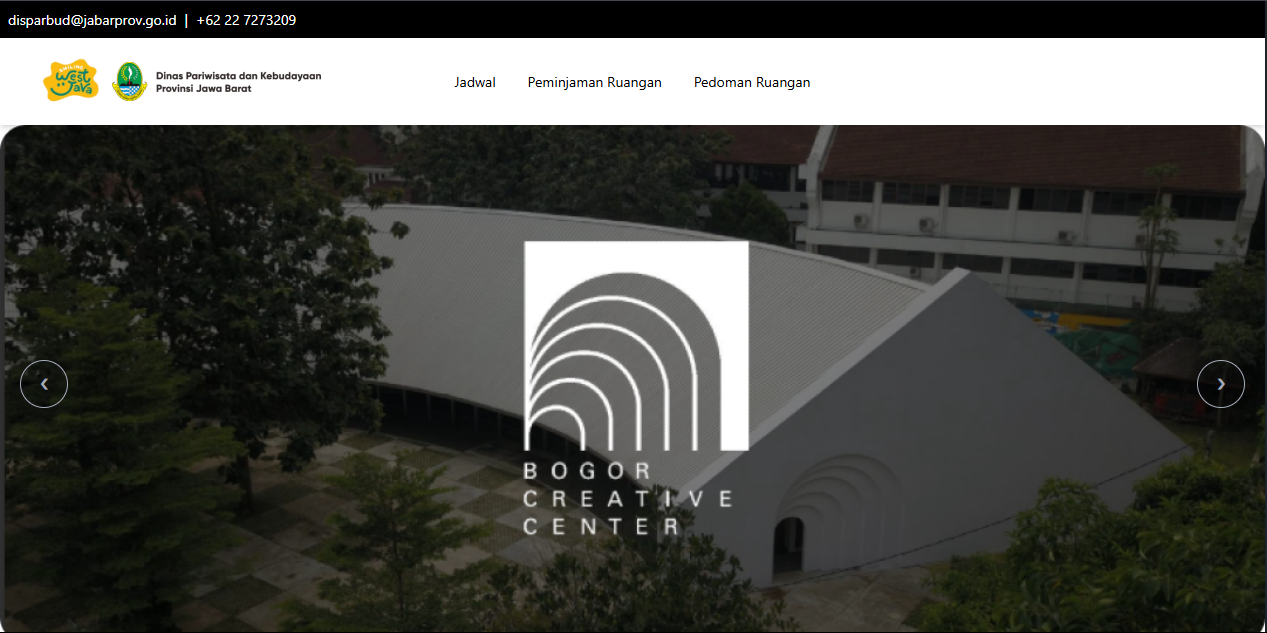 disparbud@jabarprov.go.id | +62 22 7273209
SMILING
West
Java
Dinas Pariwisata dan Kebudayaan
Provinsi Jawa Barat
Jadwal
Peminjaman Ruangan
Pedoman Ruangan
BOGOR
CREATIVE
CENTER